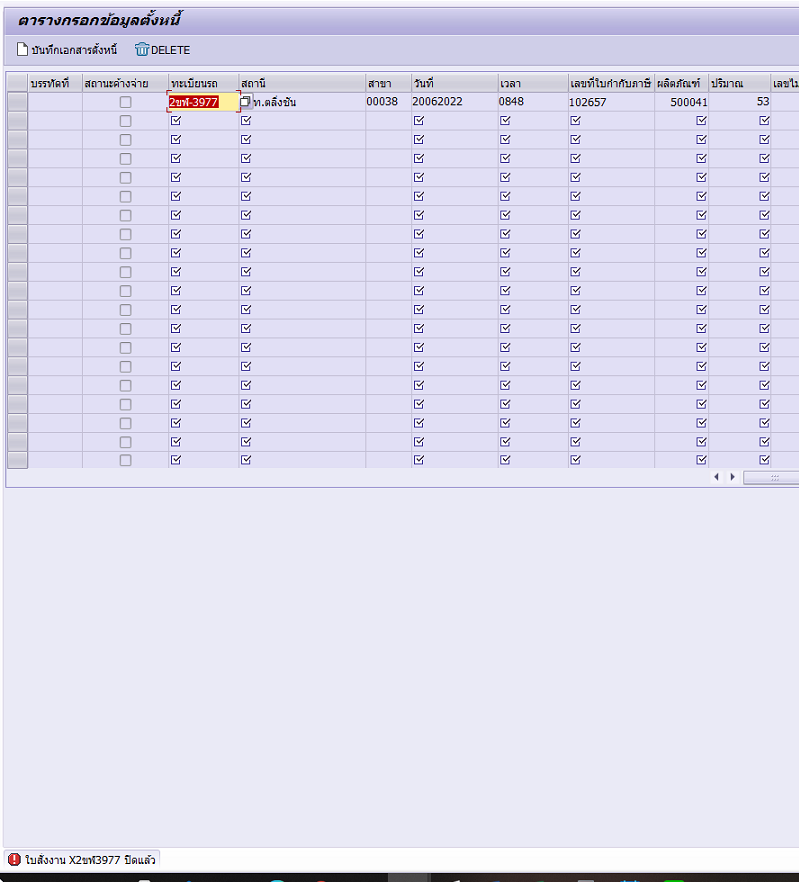 ตารางกรอกข้อมูลตั้งหนี้
บันทึกเอกสารตั้งหนี้ DELETE
บรรทัดที่ สถานะค้างจ่าย ทะเบียนรถ สถานี สาขา วันที่ เวลา เลขที่ใบกำกับภาษี ผลิตภัณฑ์ ปริมาณ เลขไม
2ขฬ-3977 ท.ตลิ่งชัน 00038 20062022 0848 102657 500041 53
ใบสั่งงาน X2ขฬ3977 ปิดแล้ว